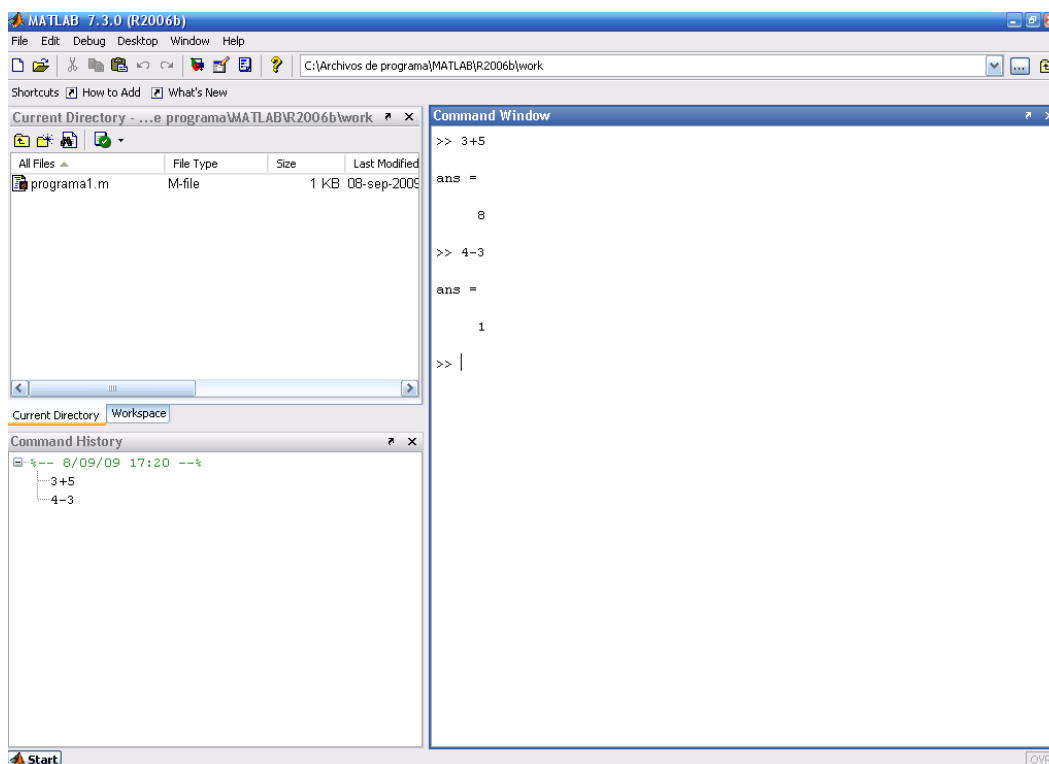 MATLAB 7.3.0 (R2006b)
File Edit Debug Desktop Window Help
C:\Archivos de programa\MATLAB\R2006b\work
Shortcuts How to Add What's New
Current Directory - ...e programa\MATLAB\R2006b\work
All Files File Type Size Last Modified
programa1.m M-file 1 KB 08-sep-2009
Current Directory Workspace
Command History
%-- 8/09/09 17:20 --%
3+5
4-3
Command Window
>> 3+5
ans =
8
>> 4-3
ans =
1
>>
Start
OVR